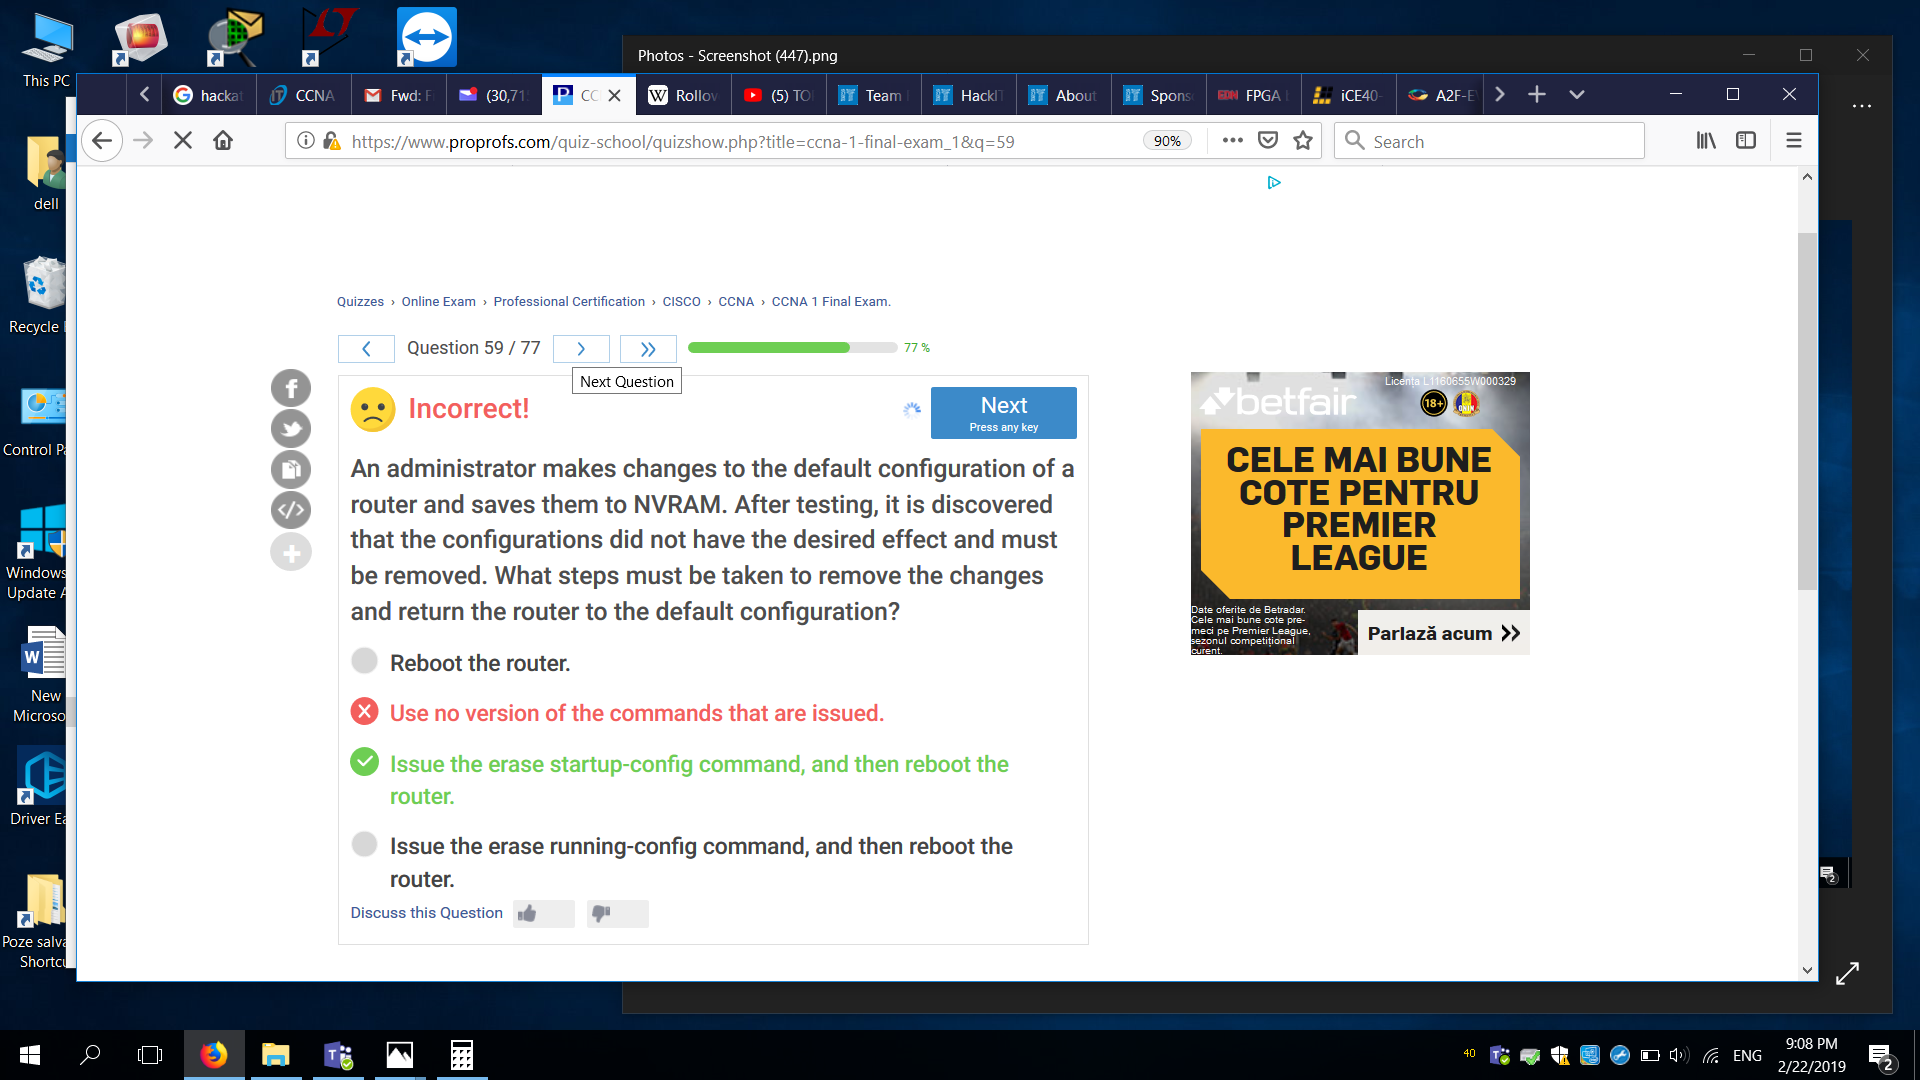 This PC
dell
Recycle
Control Pa
Windows
Update A
New
Microso
Driver Ea
Poze salva
Shortcu
Photos - Screenshot (447).png
hackat
CCNA
Fwd: F
(30,71
CC
Rollov
(5) TO
Team
HackIT
About
Sponso
FPGA
iCE40-
A2F-EV
https://www.proprofs.com/quiz-school/quizshow.php?title=ccna-1-final-exam_1&q=59
90%
Search
Quizzes › Online Exam › Professional Certification › CISCO › CCNA › CCNA 1 Final Exam.
Question 59 / 77
77 %
Next Question
Incorrect!
Next
Press any key
An administrator makes changes to the default configuration of a
router and saves them to NVRAM. After testing, it is discovered
that the configurations did not have the desired effect and must
be removed. What steps must be taken to remove the changes
and return the router to the default configuration?
Reboot the router.
Use no version of the commands that are issued.
Issue the erase startup-config command, and then reboot the
router.
Issue the erase running-config command, and then reboot the
router.
Discuss this Question
Licenta L1160655W000329
betfair
18+
CELE MAI BUNE
COTE PENTRU
PREMIER
LEAGUE
Date oferite de Betradar.
Cele mai bune cote pre-
meci pe Premier League,
sezonul competițional
curent.
Parlază acum
2
40
ENG
9:08 PM
2/22/2019
2